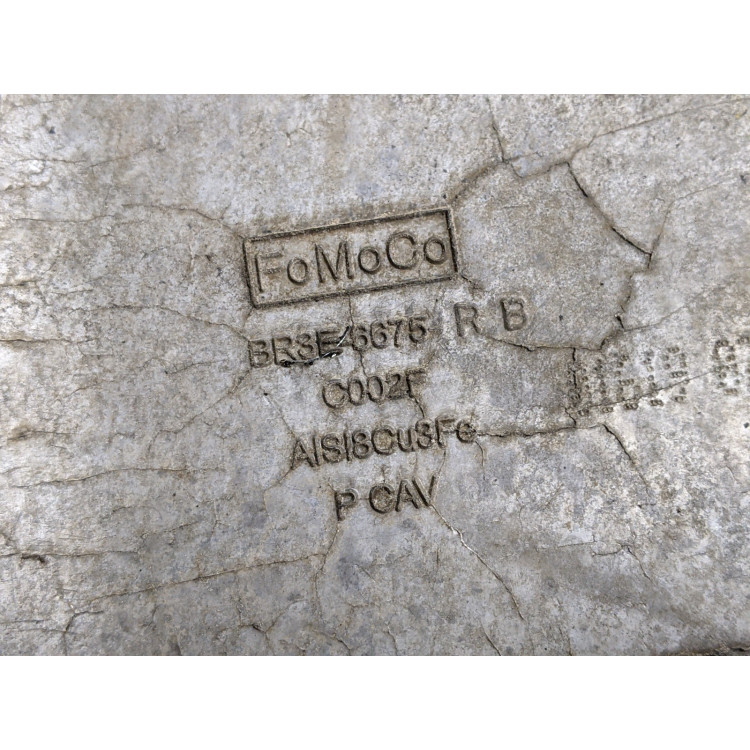 FoMoCo
BR3E 6675 R B
C002F
AlSi8Cu3Fe
P CAV